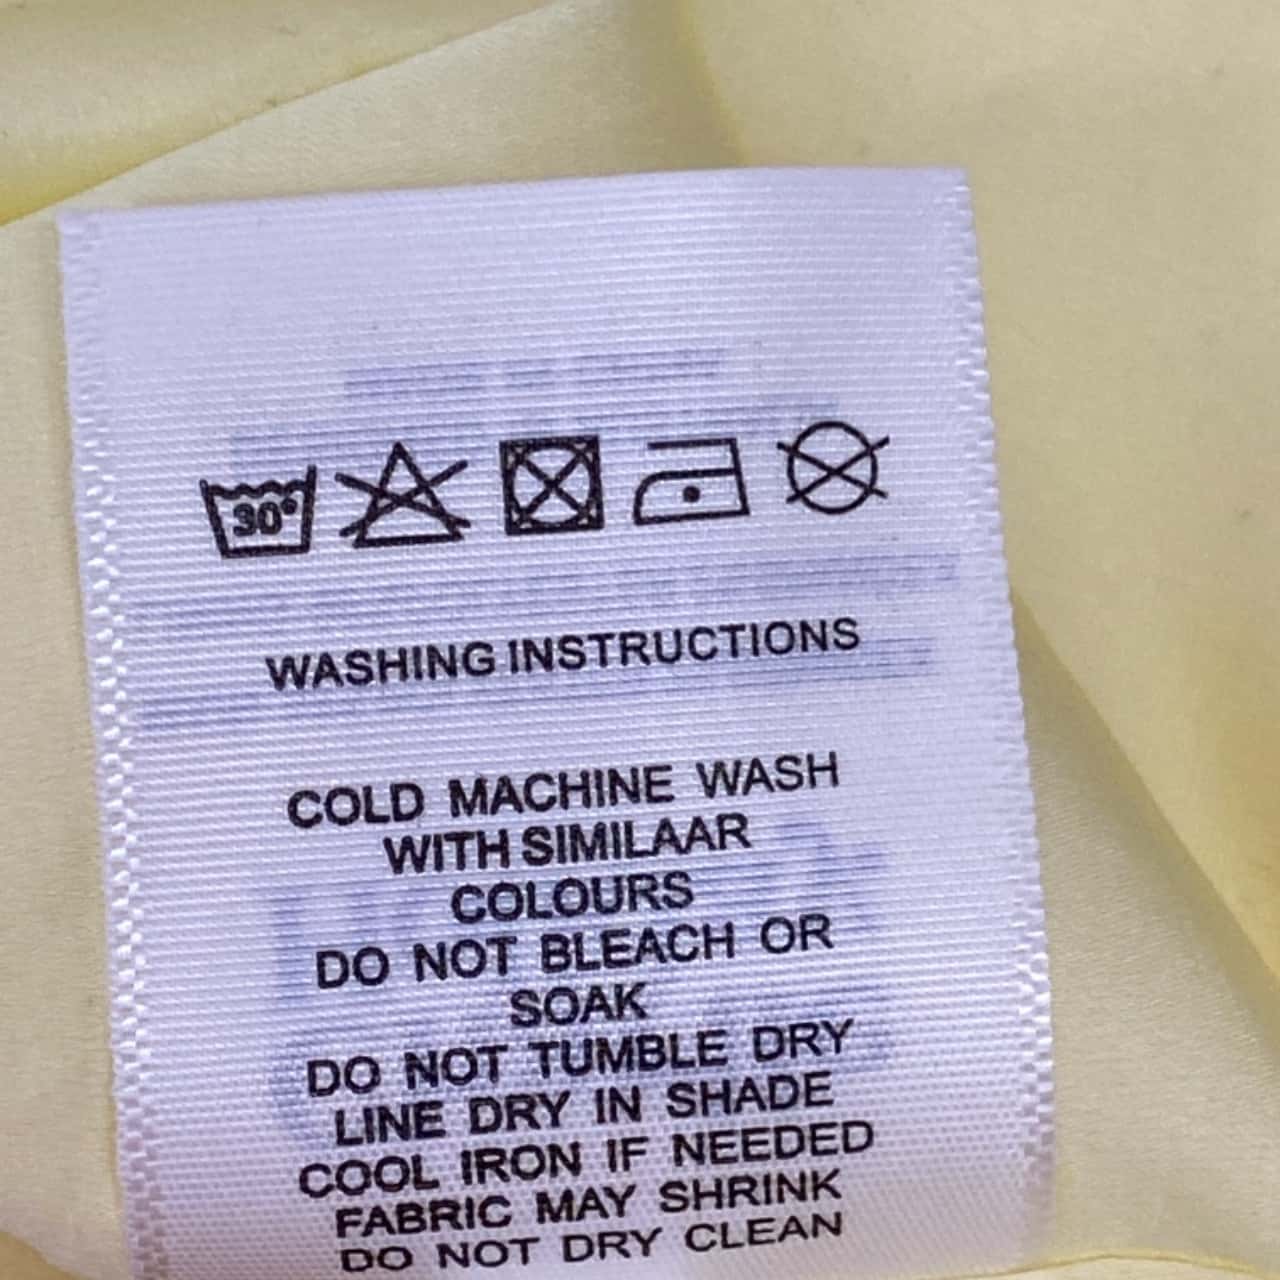 30°
WASHING INSTRUCTIONS
COLD MACHINE WASH
WITH SIMILAAR
COLOURS
DO NOT BLEACH OR
SOAK
DO NOT TUMBLE DRY
LINE DRY IN SHADE
COOL IRON IF NEEDED
FABRIC MAY SHRINK
DO NOT DRY CLEAN